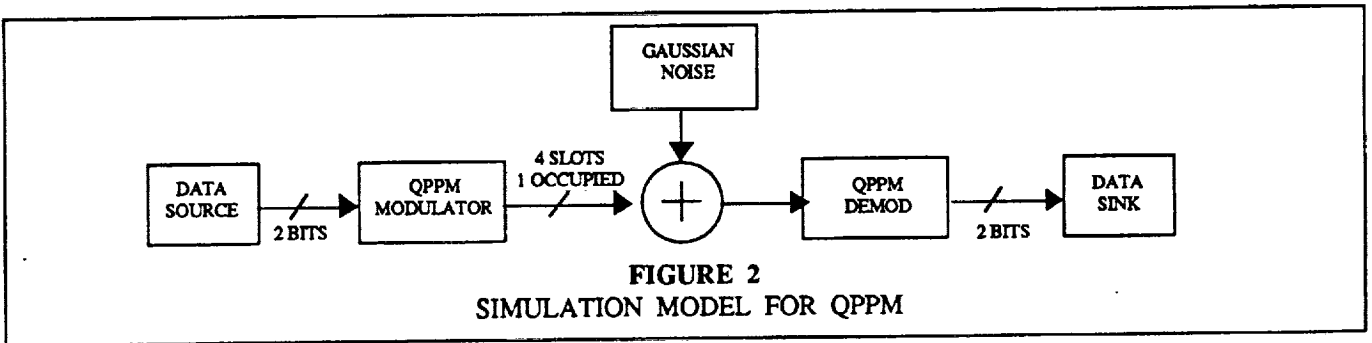 GAUSSIAN
NOISE
DATA
SOURCE
2 BITS
QPPM
MODULATOR
4 SLOTS
1 OCCUPIED
+
QPPM
DEMOD
2 BITS
DATA
SINK
FIGURE 2
SIMULATION MODEL FOR QPPM